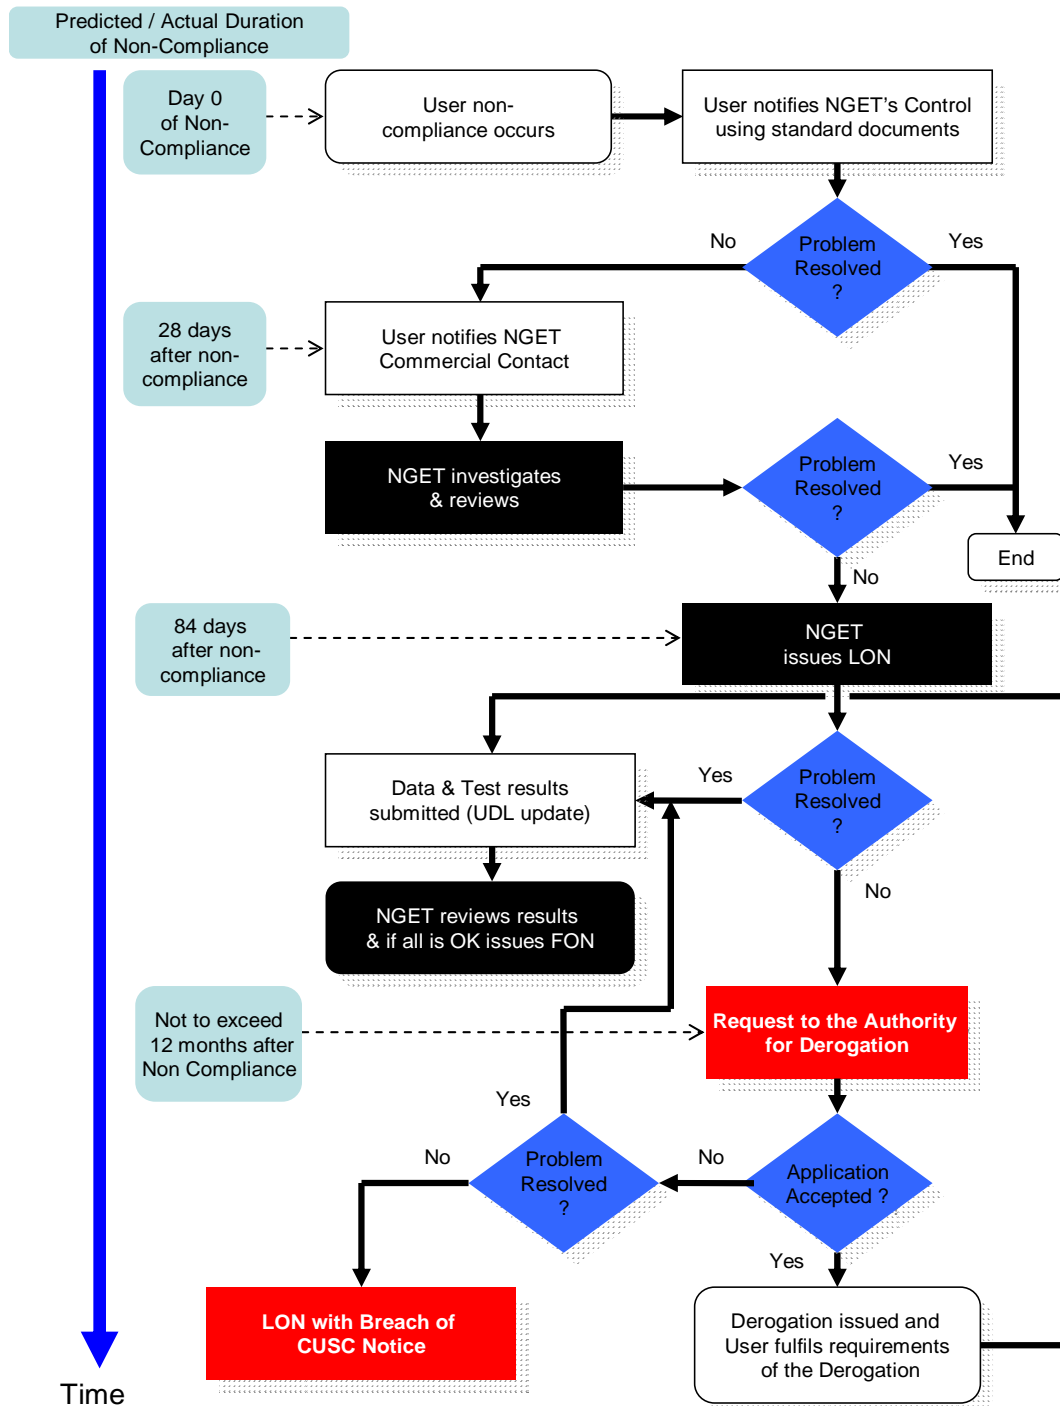 Predicted / Actual Duration
of Non-Compliance
Day 0
of Non-
Compliance
User non-
compliance occurs
User notifies NGET's Control
using standard documents
No
Problem
Resolved
?
Yes
28 days
after non-
compliance
User notifies NGET
Commercial Contact
NGET investigates
& reviews
Problem
Resolved
?
Yes
End
No
84 days
after non-
compliance
NGET
issues LON
Data & Test results
submitted (UDL update)
Yes
Problem
Resolved
?
No
NGET reviews results
& if all is OK issues FON
Not to exceed
12 months after
Non Compliance
Request to the Authority
for Derogation
Yes
No
Problem
Resolved
?
No
Application
Accepted ?
Yes
LON with Breach of
CUSC Notice
Derogation issued and
User fulfils requirements
of the Derogation
Time